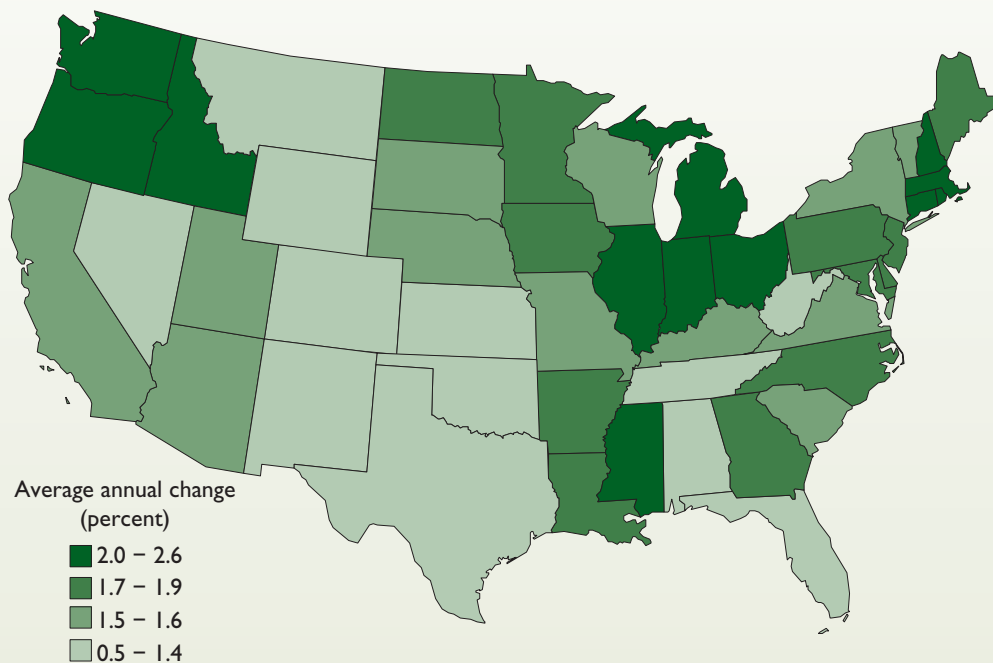 Average annual change
(percent)
2.0 – 2.6
1.7 – 1.9
1.5 – 1.6
0.5 – 1.4